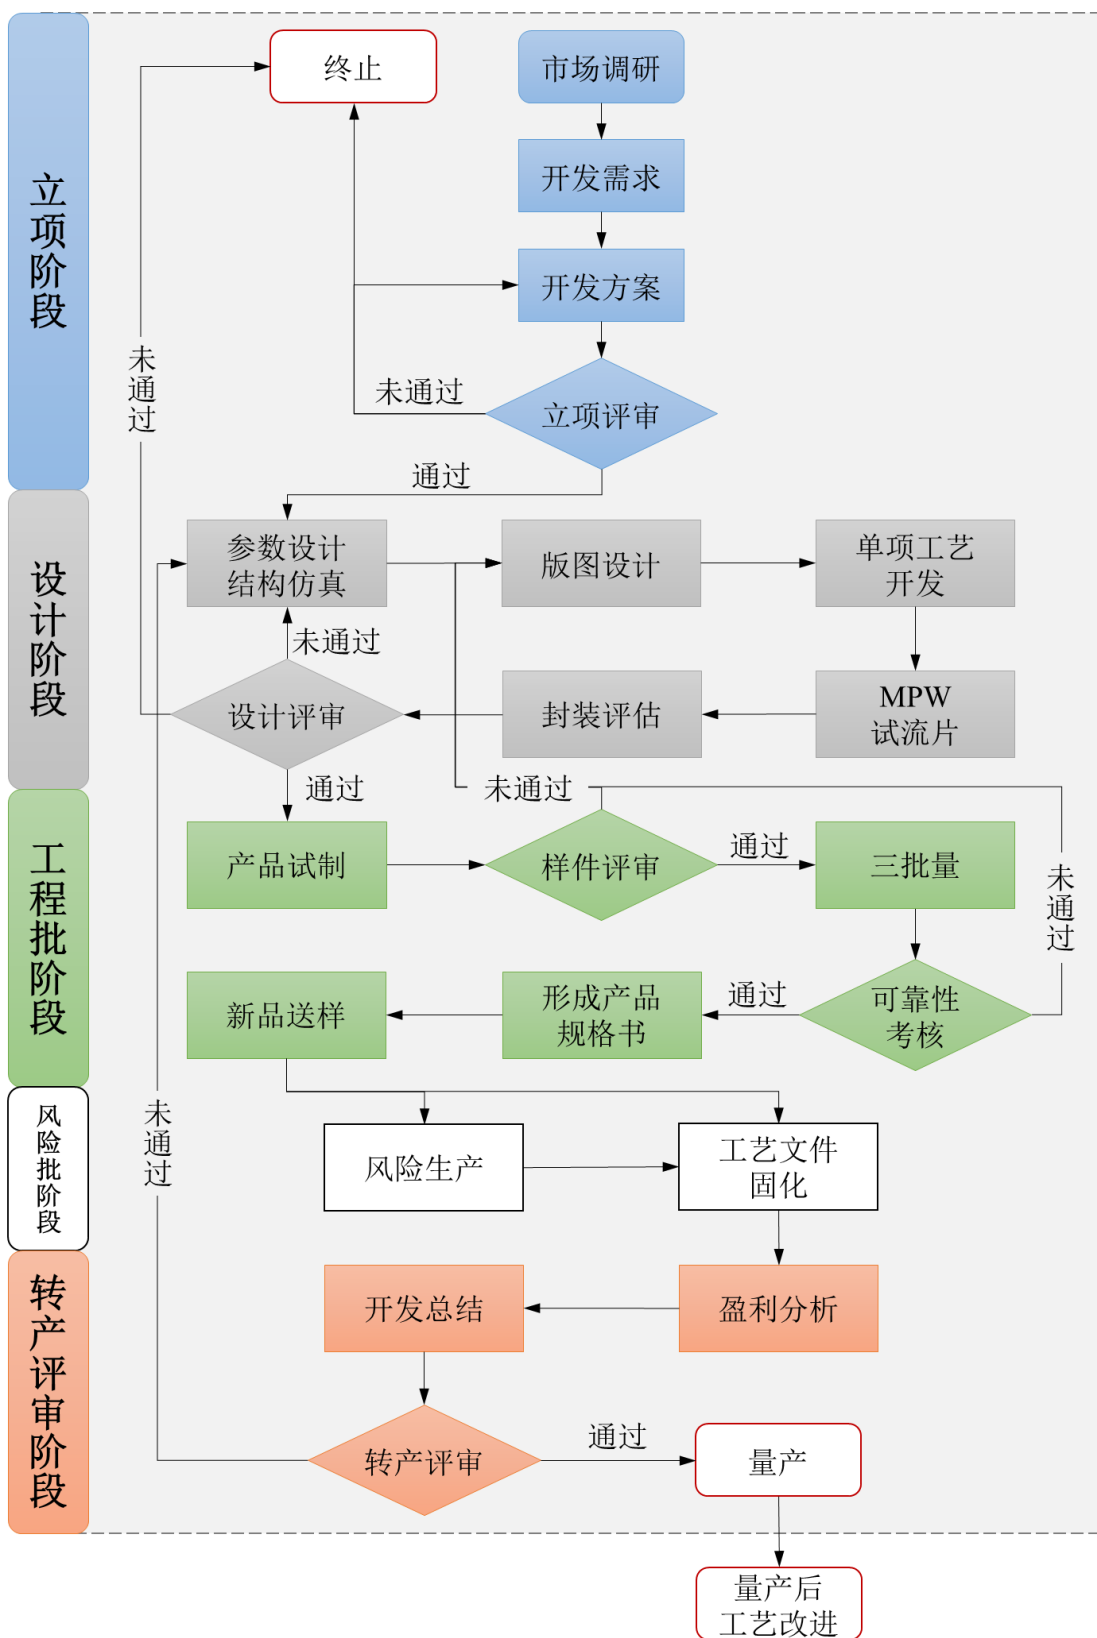 立项阶段
终止
市场调研
开发需求
开发方案
未通过
未通过
立项评审
通过
设计阶段
参数设计
结构仿真
版图设计
单项工艺
开发
未通过
设计评审
封装评估
MPW
试流片
通过
未通过
工程批阶段
产品试制
样件评审
通过
三批量
未通过
新品送样
形成产品
规格书
通过
可靠性
考核
风险批阶段
未通过
风险生产
工艺文件
固化
转产评审阶段
开发总结
盈利分析
转产评审
通过
量产
量产后
工艺改进